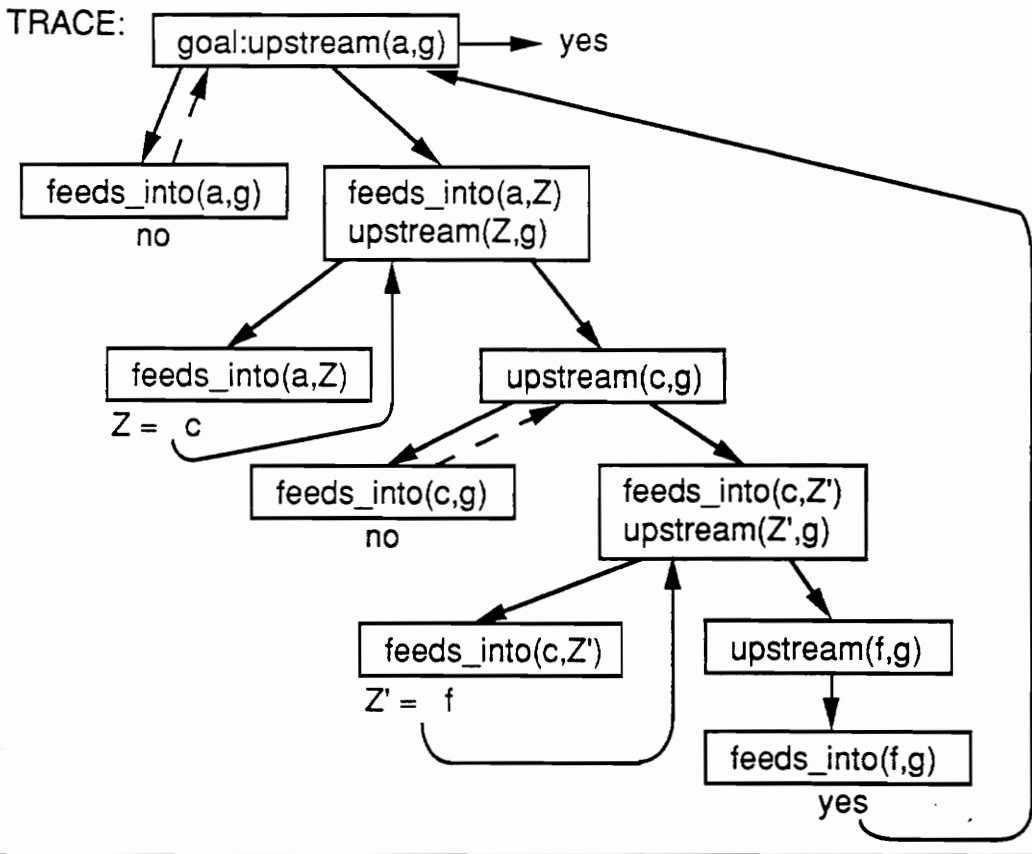 TRACE:
goal:upstream(a,g)
yes
feeds_into(a,g)
no
feeds_into(a,Z)
upstream(Z,g)
feeds_into(a,Z)
Z = c
upstream(c,g)
feeds_into(c,g)
no
feeds_into(c,Z')
upstream(Z',g)
feeds_into(c,Z')
Z' = f
upstream(f,g)
feeds_into(f,g)
yes